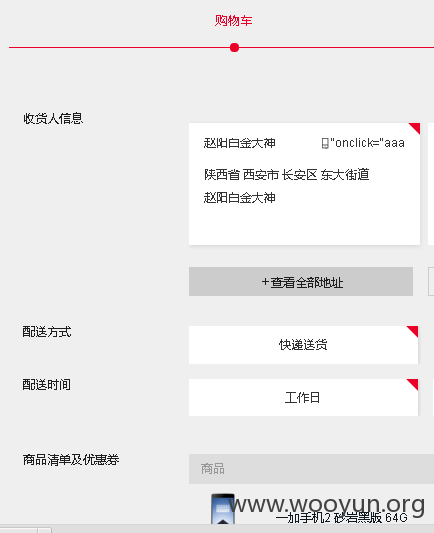 购物车
收货人信息
赵阳白金大神 "onclick="aaa
陕西省 西安市 长安区 东大街道
赵阳白金大神
+查看全部地址
配送方式
快递送货
配送时间
工作日
商品清单及优惠券
商品
一加手机2 砂岩黑版 64G
www.wooyun.org